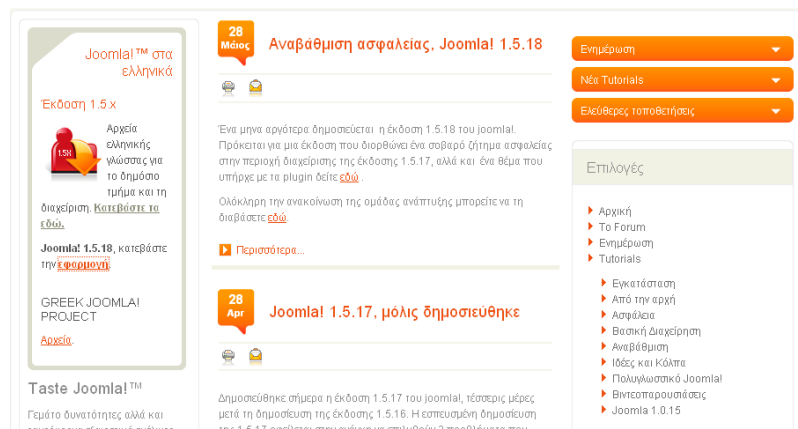 Joomla!™ στα
ελληνικά
Έκδοση 1.5.x
1.5X
Αρχεία
ελληνικής
γλώσσας για
το δημόσιο
τμήμα και τη
διαχείριση. Κατεβάστε τα
εδώ.
Joomla! 1.5.18, κατεβάστε
την εφαρμογή.
GREEK JOOMLA!
PROJECT
Αρχεία.
Taste Joomla!™
Γεμάτο δυνατότητες αλλά και
28
Μάιος
Αναβάθμιση ασφαλείας, Joomla! 1.5.18
Ένα μηνα αργότερα δημοσιεύεται η έκδοση 1.5.18 του joomla!.
Πρόκειται για μια έκδοση που διορθώνει ένα σοβαρό ζήτημα ασφαλείας
στην περιοχή διαχείρισης της έκδοσης 1.5.17, αλλά και ένα θέμα που
υπήρχε με τα plugin δείτε εδώ .
Ολόκληρη την ανακοίνωση της ομάδας ανάπτυξης μπορείτε να τη
διαβάσετε εδώ.
Περισσότερα...
28
Apr
Joomla! 1.5.17, μόλις δημοσιεύθηκε
Δημοσιεύθηκε σήμερα η έκδοση 1.5.17 του joomla!, τέσσερις μέρες
μετά τη δημοσίευση της έκδοσης 1.5.16. Η εσπευσμένη δημοσίευση
Ενημέρωση
Νέα Tutorials
Ελεύθερες τοποθετήσεις
Επιλογές
Αρχική
Το Forum
Ενημέρωση
Tutorials
Εγκατάσταση
Από την αρχή
Ασφάλεια
Βασική Διαχείρηση
Αναβάθμιση
Ιδέες και Κόλπα
Πολυγλωσσικό Joomla!
Βιντεοπαρουσιάσεις
Joomla 1.0.15